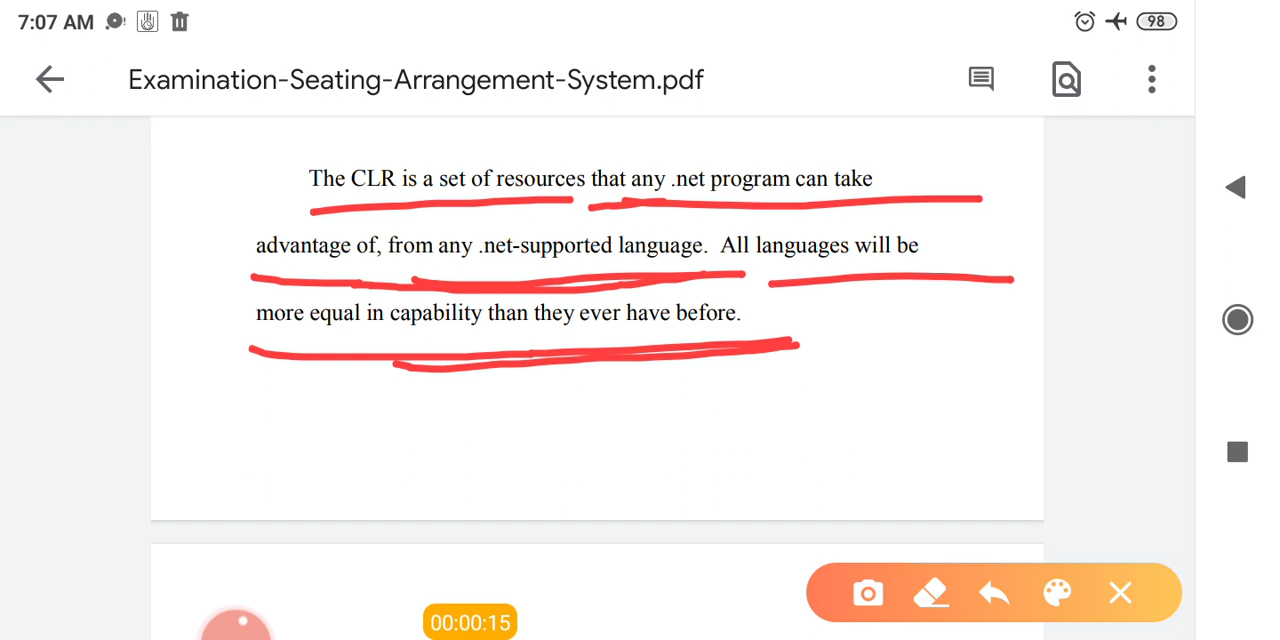 7:07 AM
98
Examination-Seating-Arrangement-System.pdf
The CLR is a set of resources that any .net program can take
advantage of, from any .net-supported language.  All languages will be
more equal in capability than they ever have before.
00:00:15